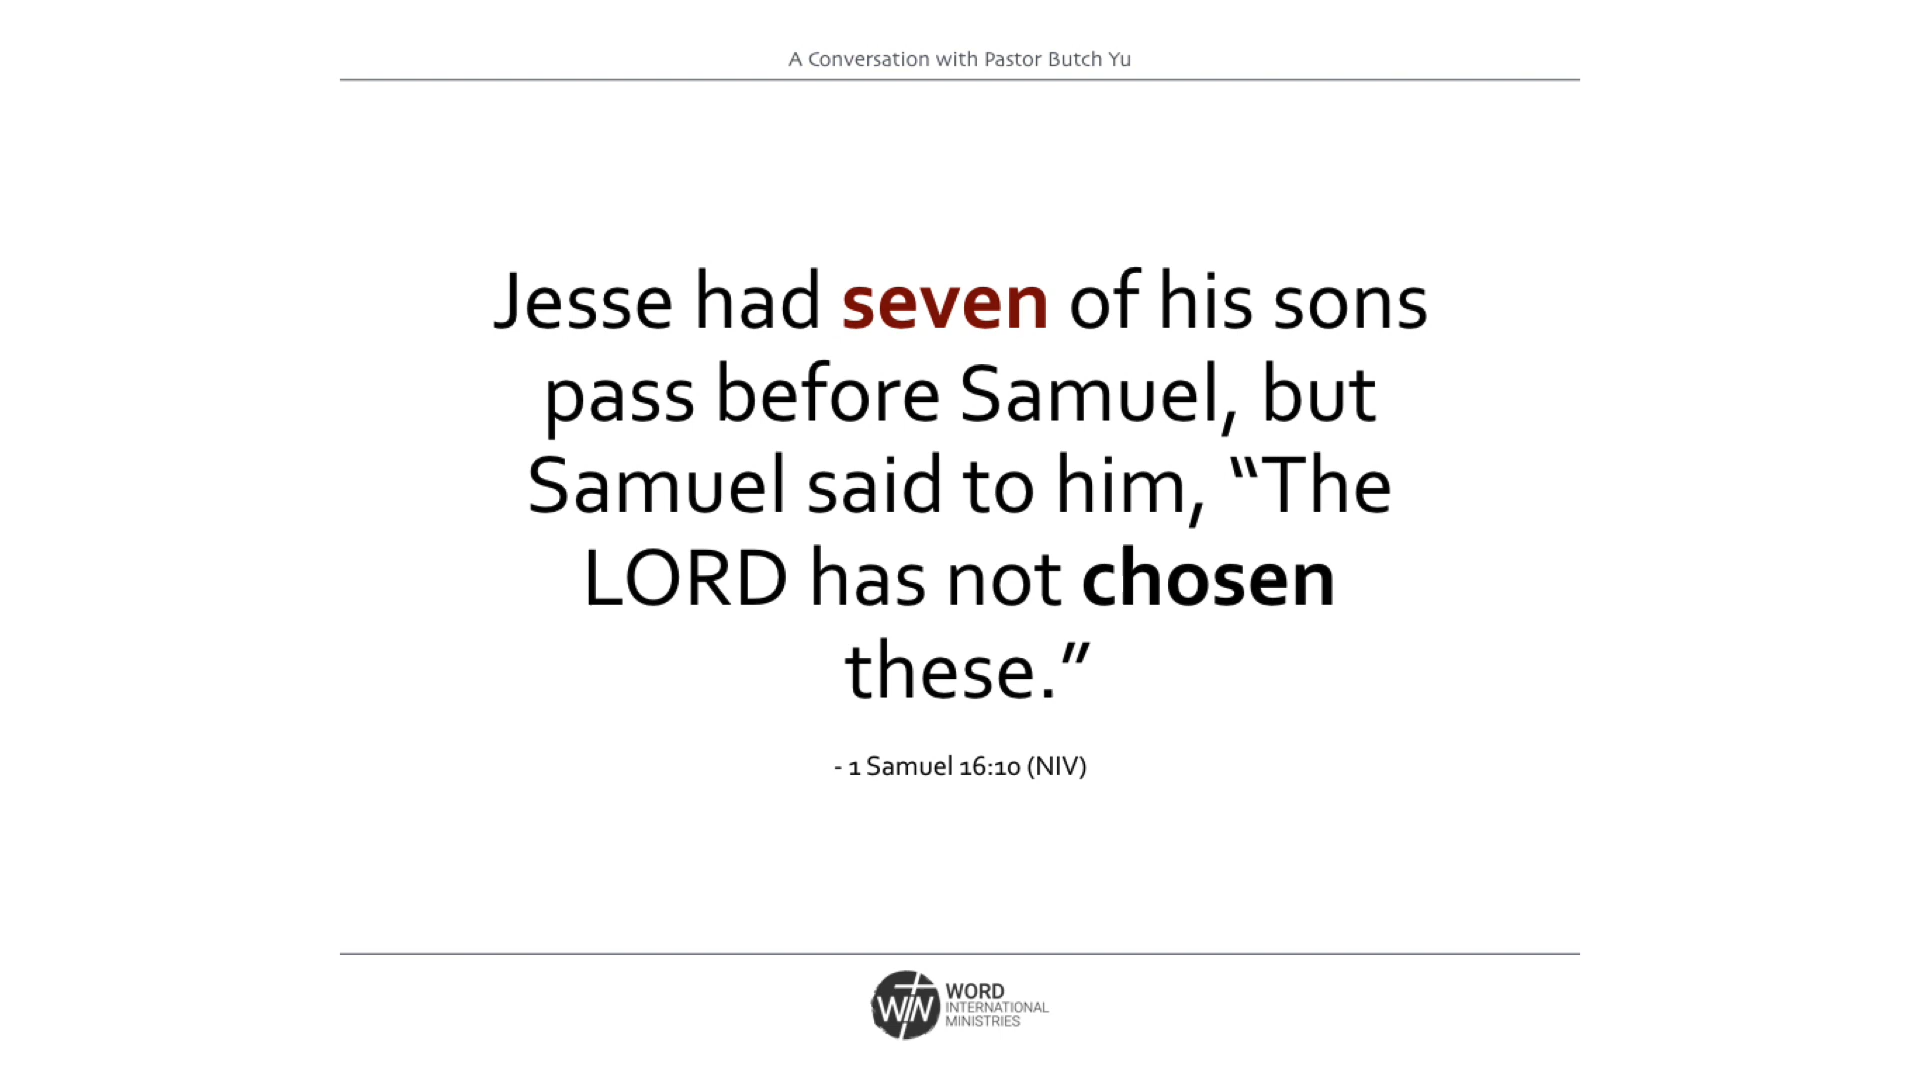 A Conversation with Pastor Butch Yu
Jesse had seven of his sons
pass before Samuel, but
Samuel said to him, “The
LORD has not chosen
these.”
- 1 Samuel 16:10 (NIV)
WIN
WORD
INTERNATIONAL
MINISTRIES